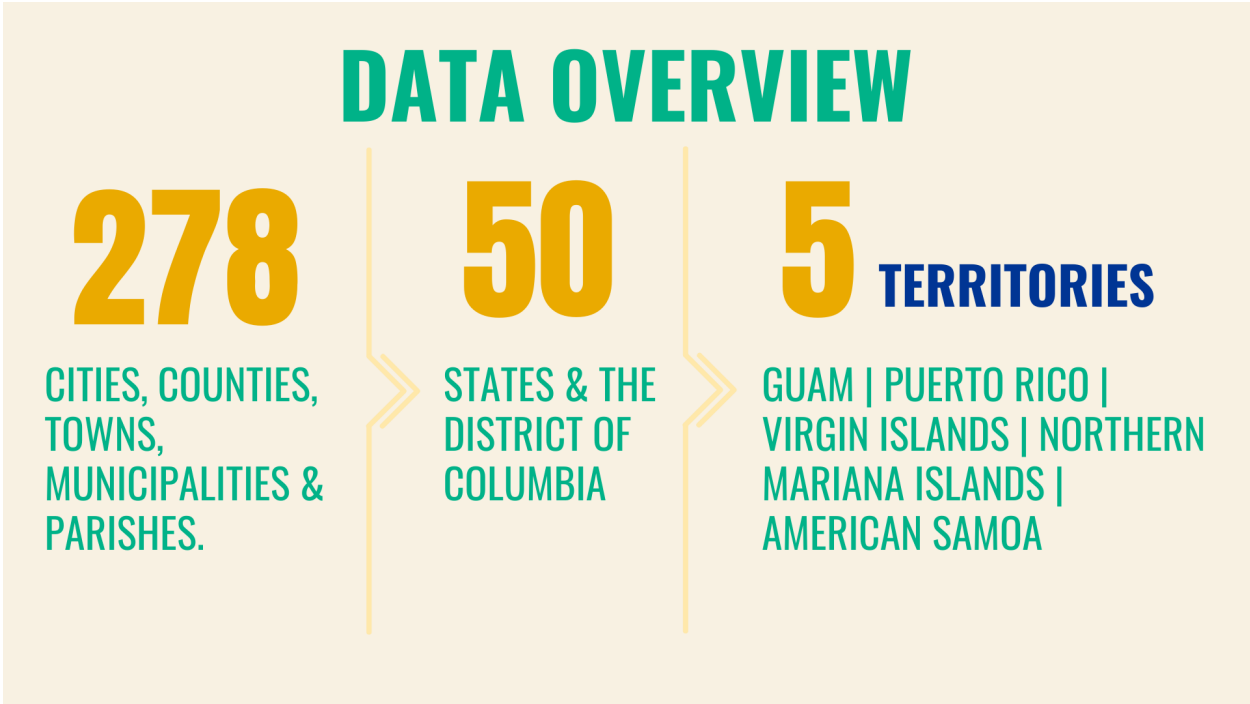 DATA OVERVIEW
278
CITIES, COUNTIES,
TOWNS,
MUNICIPALITIES &
PARISHES.
50
STATES & THE
DISTRICT OF
COLUMBIA
5 TERRITORIES
GUAM | PUERTO RICO |
VIRGIN ISLANDS | NORTHERN
MARIANA ISLANDS |
AMERICAN SAMOA